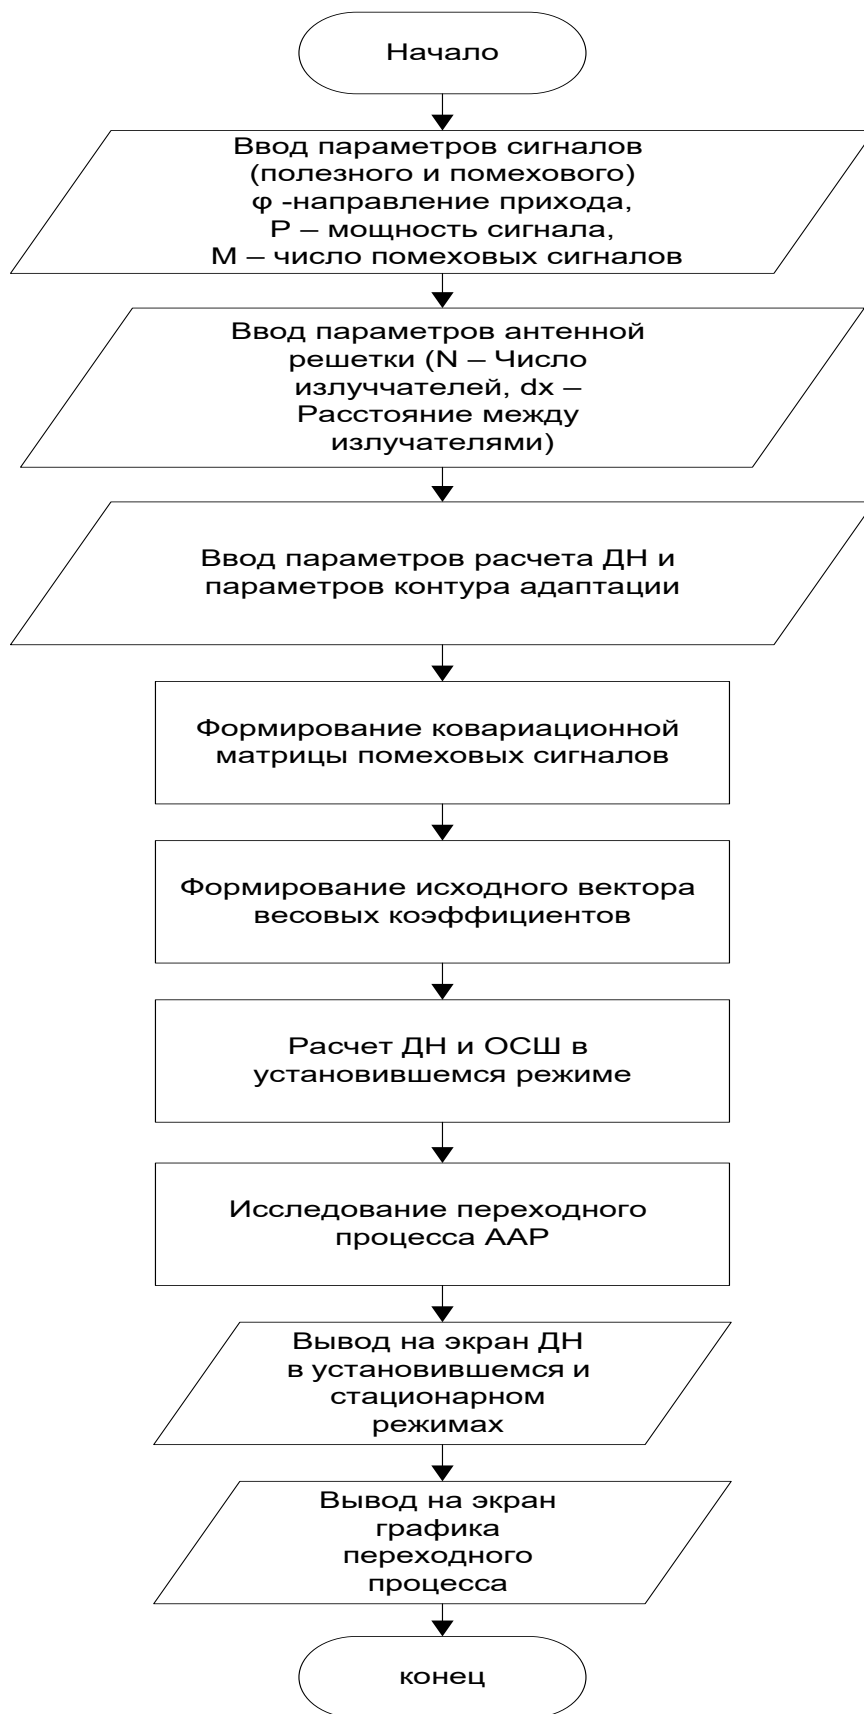 Начало
Ввод параметров сигналов
(полезного и помехового)
φ -направление прихода,
P – мощность сигнала,
M – число помеховых сигналов
Ввод параметров антенной
решетки (N – Число
излуччателей, dx –
Расстояние между
излучателями)
Ввод параметров расчета ДН и
параметров контура адаптации
Формирование ковариационной
матрицы помеховых сигналов
Формирование исходного вектора
весовых коэффициентов
Расчет ДН и ОСШ в
установившемся режиме
Исследование переходного
процесса ААР
Вывод на экран ДН
в установившемся и
стационарном
режимах
Вывод на экран
графика
переходного
процесса
конец